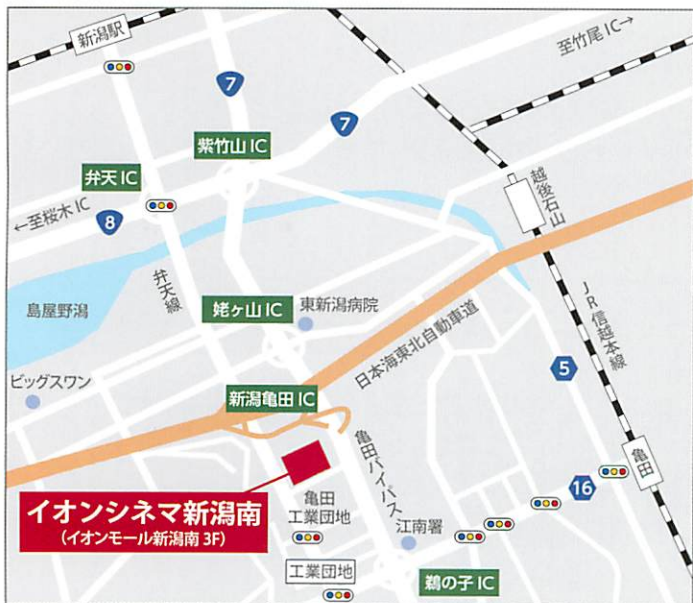 新潟駅
至竹尾IC→
7
7
紫竹山 IC
弁天 IC
←至桜木IC
8
越後石山
弁天線
鳥屋野潟
姥ヶ山 IC
東新潟病院
日本海東北自動車道
JR信越本線
ビッグスワン
5
新潟亀田 IC
亀田バイパス
亀田
16
イオンシネマ新潟南
(イオンモール新潟南 3F)
亀田
工業団地
江南署
工業団地
鵜の子 IC